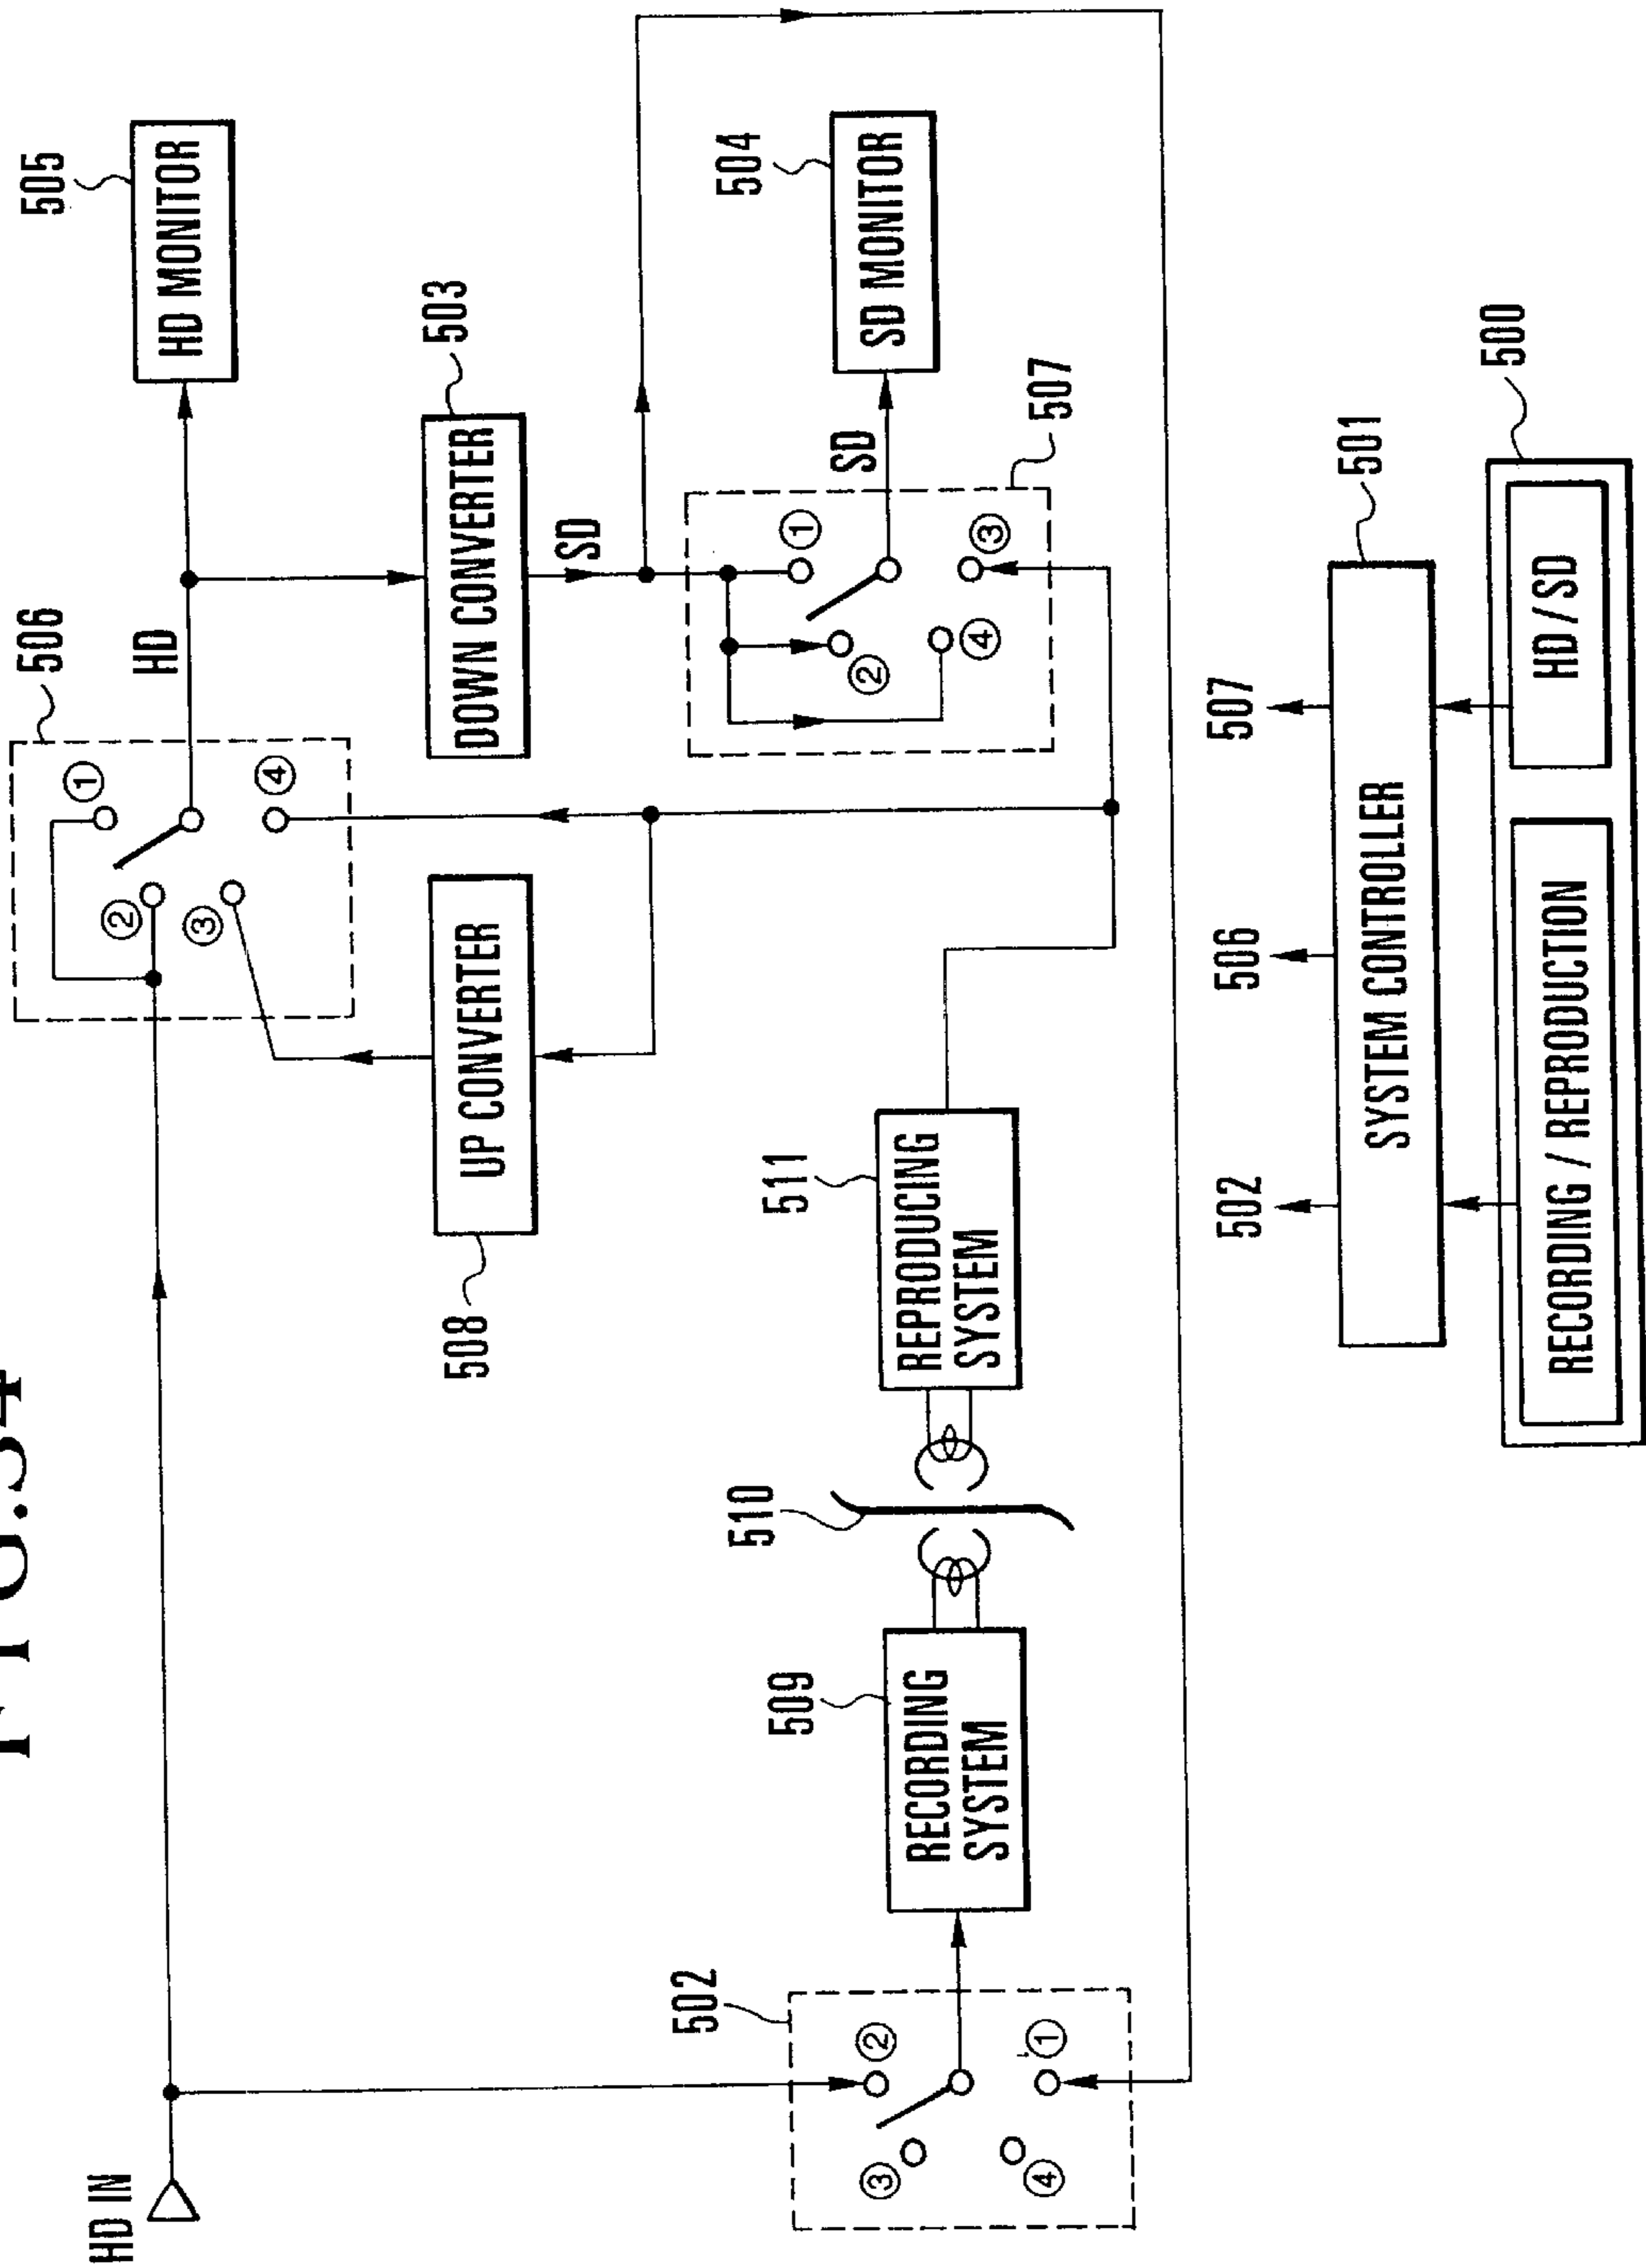 FIG.34
HD IN
506
①
②
③
④
HD
505
HD MONITOR
503
DOWN CONVERTER
SD
508
UP CONVERTER
507
①
②
③
④
SD
504
SD MONITOR
502
②
③
①
④
509
RECORDING
SYSTEM
510
511
REPRODUCING
SYSTEM
502
506
507
501
SYSTEM CONTROLLER
500
RECORDING / REPRODUCTION
HD / SD